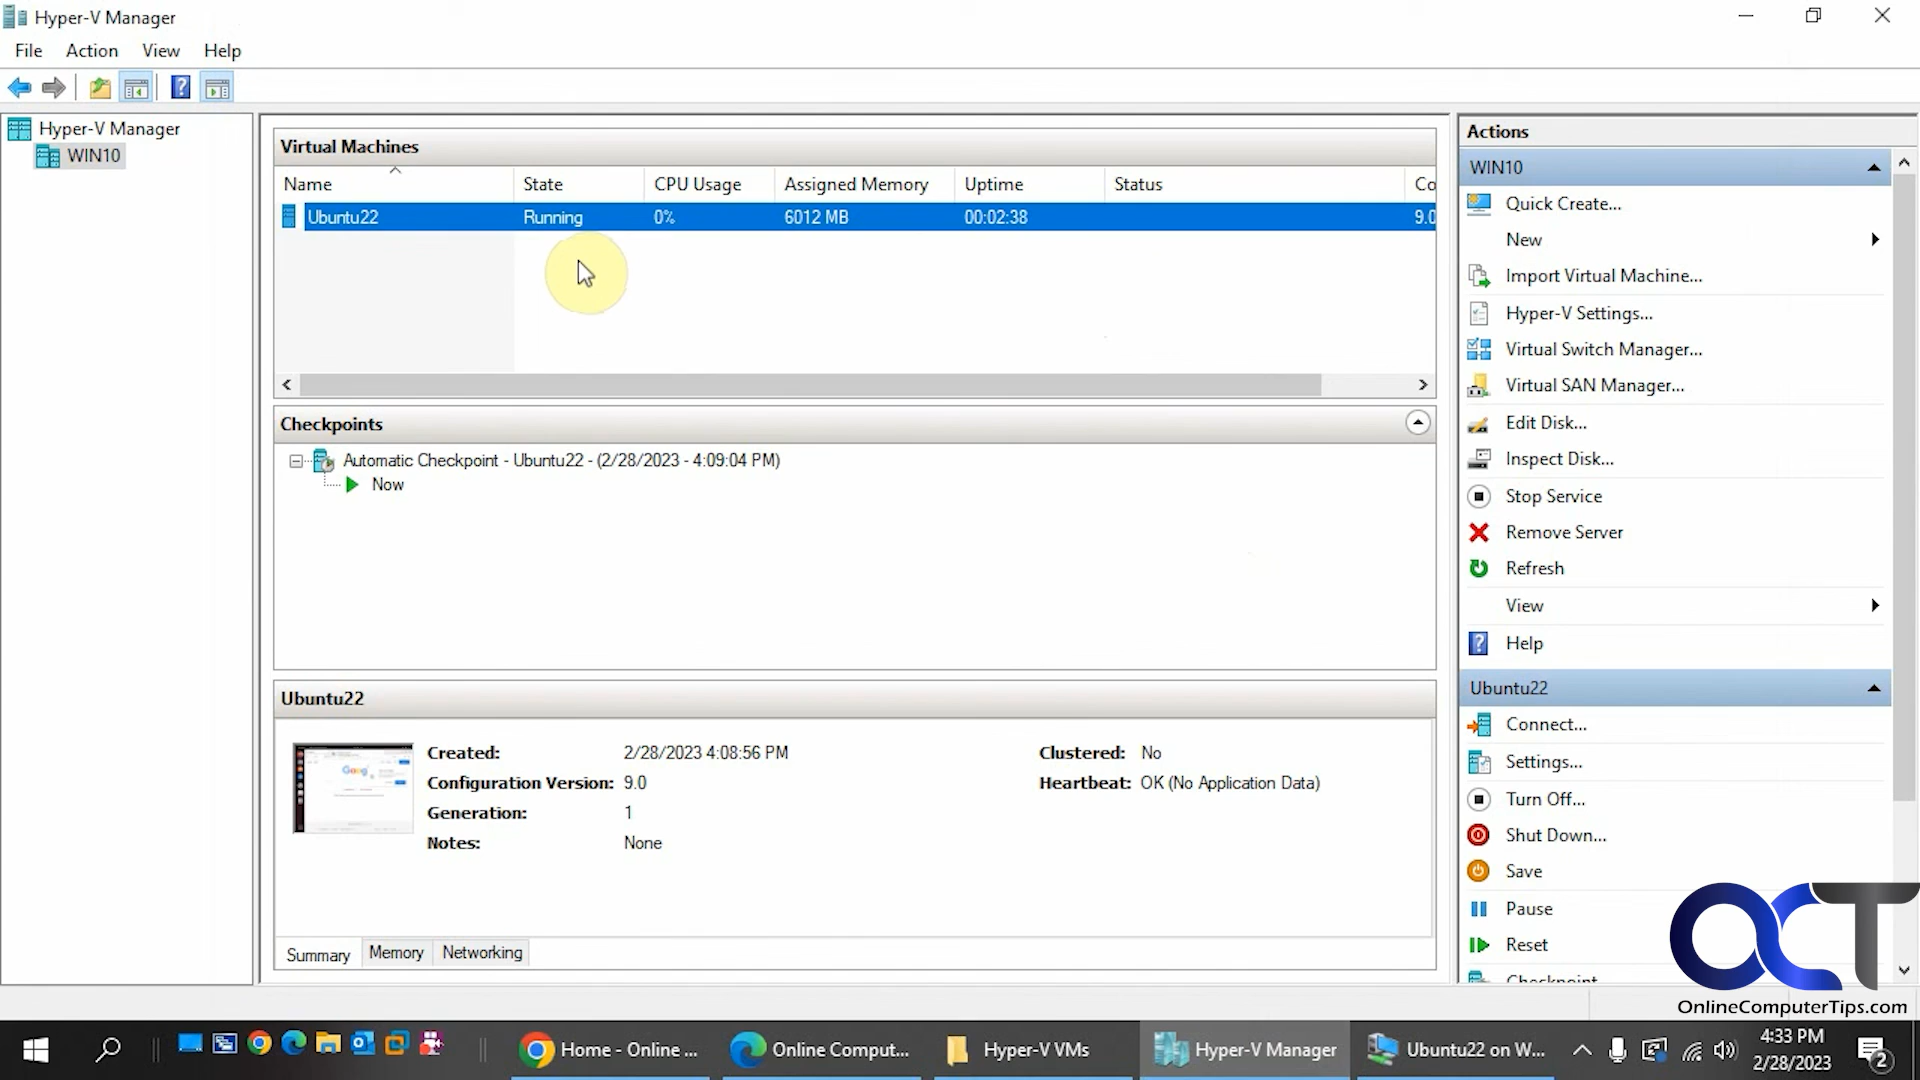 Hyper-V Manager
File Action View Help
Hyper-V Manager
WIN10
Virtual Machines
Name State CPU Usage Assigned Memory Uptime Status Co
Ubuntu22 Running 0% 6012 MB 00:02:38 9.0
Checkpoints
Automatic Checkpoint - Ubuntu22 - (2/28/2023 - 4:09:04 PM)
Now
Ubuntu22
Created: 2/28/2023 4:08:56 PM Clustered: No
Configuration Version: 9.0 Heartbeat: OK (No Application Data)
Generation: 1
Notes: None
Summary Memory Networking
Actions
WIN10
Quick Create...
New
Import Virtual Machine...
Hyper-V Settings...
Virtual Switch Manager...
Virtual SAN Manager...
Edit Disk...
Inspect Disk...
Stop Service
Remove Server
Refresh
View
Help
Ubuntu22
Connect...
Settings...
Turn Off...
Shut Down...
Save
Pause
Reset
Checkpoint
OCT
OnlineComputerTips.com
Home - Online ... Online Comput... Hyper-V VMs Hyper-V Manager Ubuntu22 on W... 4:33 PM
2/28/2023 2